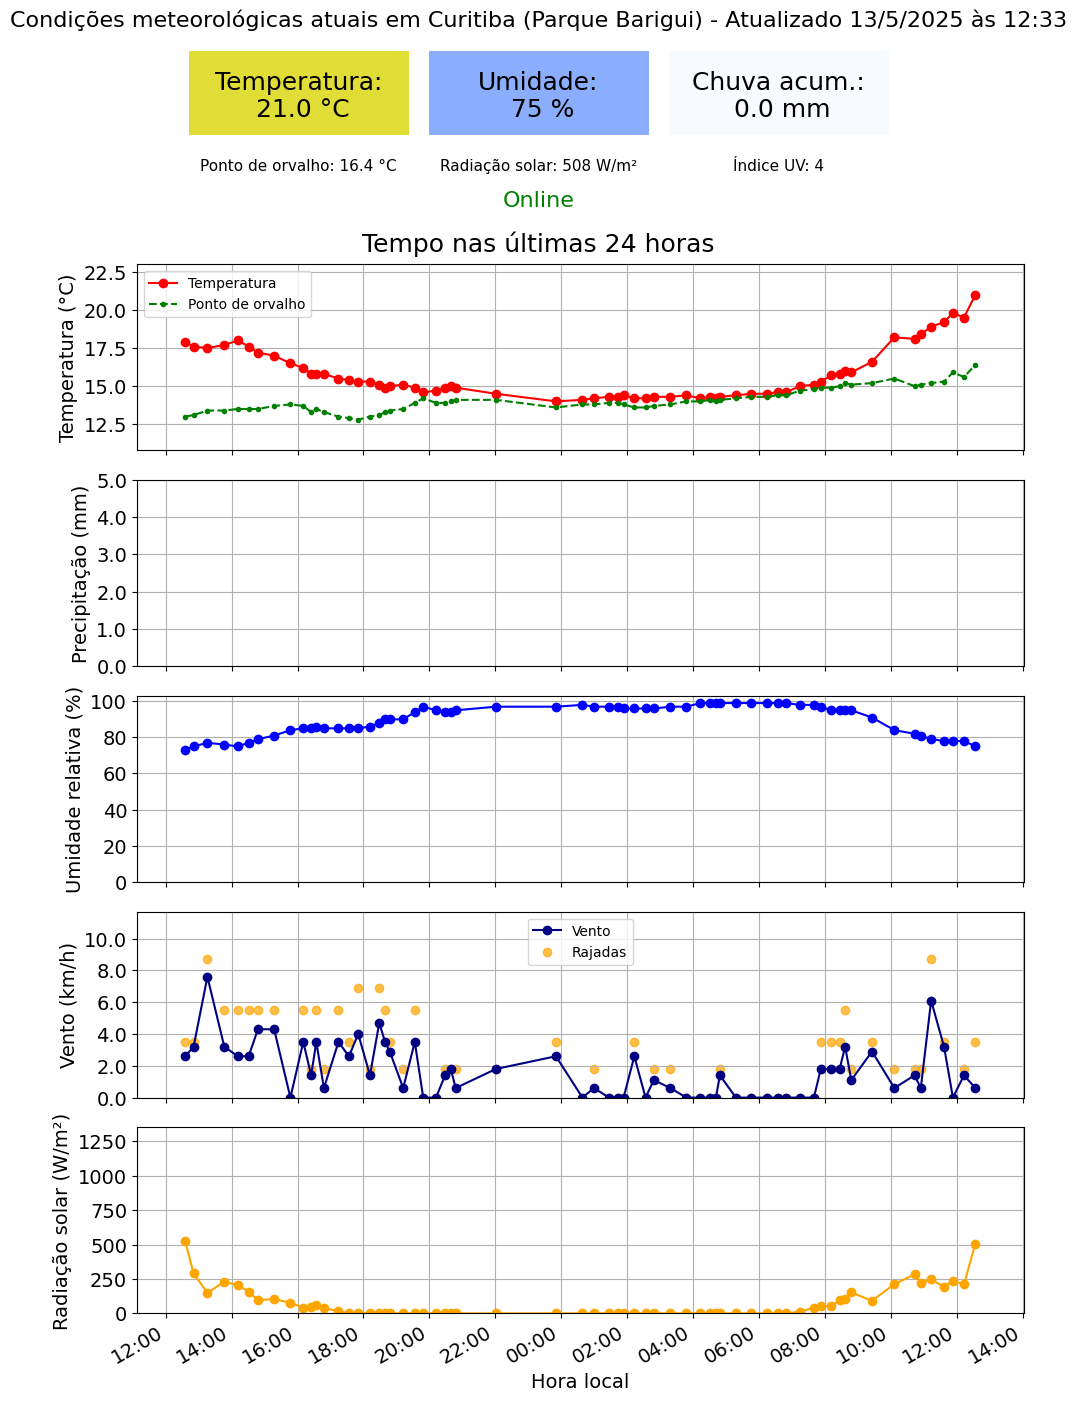 Condições meteorológicas atuais em Curitiba (Parque Barigui) - Atualizado 13/5/2025 às 12:33
Temperatura:
21.0 °C
Umidade:
75 %
Chuva acum.:
0.0 mm
Ponto de orvalho: 16.4 °C
Radiação solar: 508 W/m²
Índice UV: 4
Online
Tempo nas últimas 24 horas
Temperatura (°C)
22.5
20.0
17.5
15.0
12.5
Temperatura
Ponto de orvalho
Precipitação (mm)
5.0
4.0
3.0
2.0
1.0
0.0
Umidade relativa (%)
100
80
60
40
20
0
Vento (km/h)
10.0
8.0
6.0
4.0
2.0
0.0
Vento
Rajadas
Radiação solar (W/m²)
1250
1000
750
500
250
0
12:00
14:00
16:00
18:00
20:00
22:00
00:00
02:00
04:00
06:00
08:00
10:00
12:00
14:00
Hora local